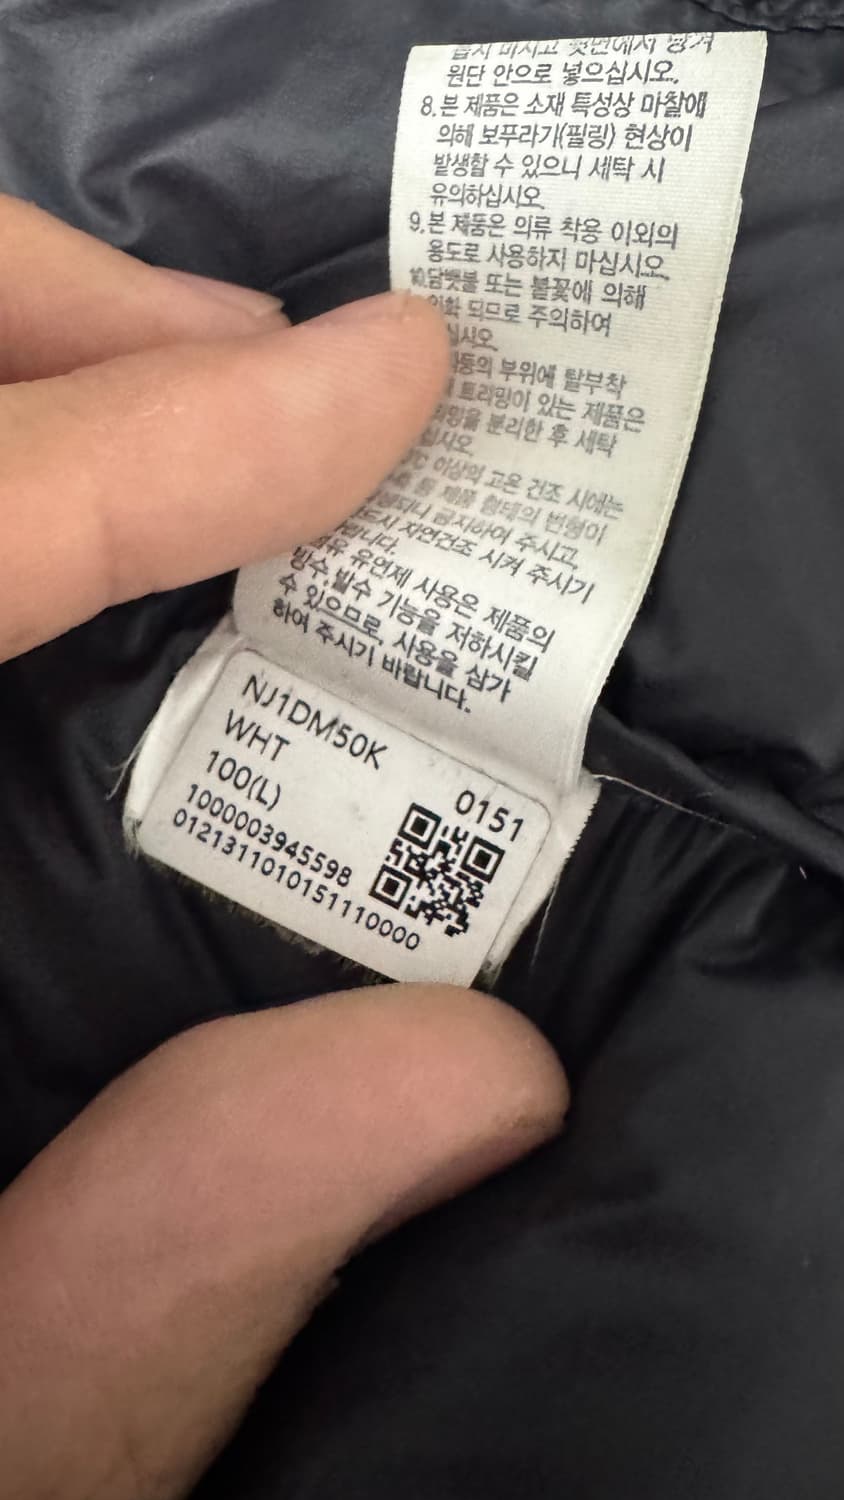 원단 안으로 넣으십시오.
8. 본 제품은 소재 특성상 마찰에
의해 보푸라기(필링) 현상이
발생할 수 있으니 세탁 시
유의하십시오.
9. 본 제품은 의류 착용 이외의
용도로 사용하지 마십시오.
10. 담뱃불 또는 불꽃에 의해
되므로 주의하여
부위에 탈부착
트리밍이 있는 제품은
분리한 후 세탁
이상의 고온 건조 시에는
제품 형태의 변형이
금지하여 주시고,
자연건조 시켜 주시기
유연제 사용은 제품의
방수,발수 기능을 저하시킬
수 있으므로, 사용을 삼가
하여 주시기 바랍니다.
NJ1DM50K
WHT 0151
100(L)
1000003945598
0121311010151110000